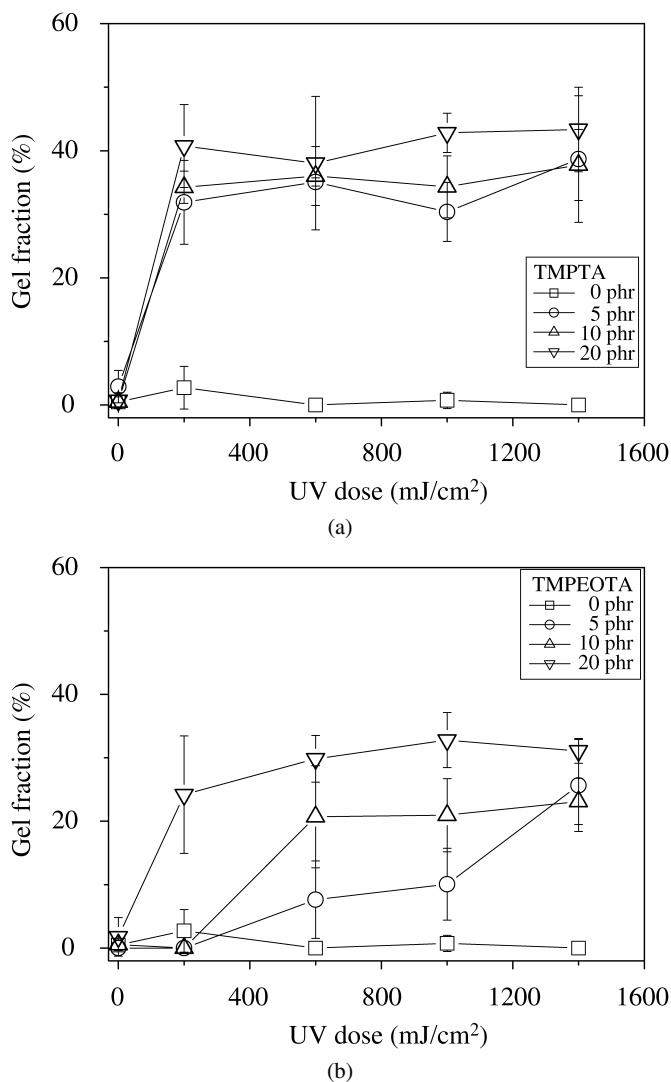 60
40
20
0
Gel fraction (%)
TMPTA
0 phr
5 phr
10 phr
20 phr
0 400 800 1200 1600
UV dose (mJ/cm²)
(a)
60
40
20
0
Gel fraction (%)
TMPEOTA
0 phr
5 phr
10 phr
20 phr
0 400 800 1200 1600
UV dose (mJ/cm²)
(b)